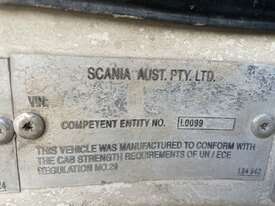 SCANIA AUST. PTY. LTD.
VIN:
COMPETENT ENTITY NO. L0099
THIS VEHICLE WAS MANUFACTURED TO CONFORM WITH
THE CAB STRENGTH REQUIREMENTS OF UN / ECE
REGULATION NO.29
24